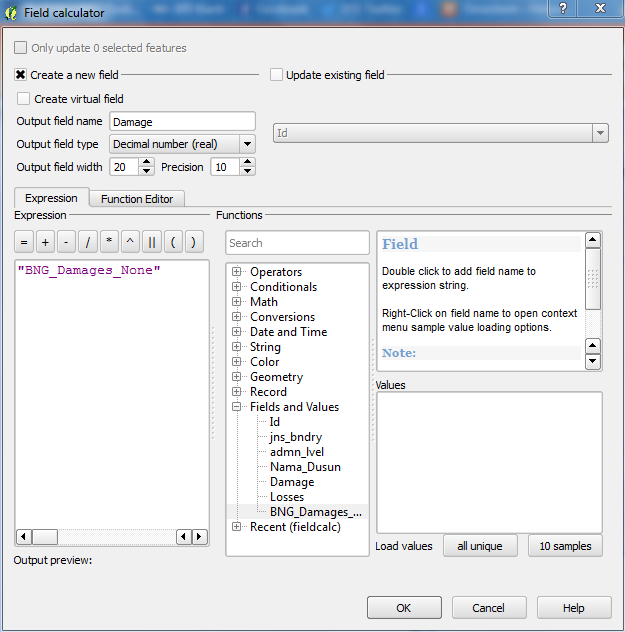 Field calculator
Only update 0 selected features
Create a new field
Update existing field
Create virtual field
Output field name Damage
Id
Output field type Decimal number (real)
Output field width 20 Precision 10
Expression Function Editor
Expression
Functions
= + - / * ^ || ( )
"BNG_Damages_None"
Search
Operators
Conditionals
Math
Conversions
Date and Time
String
Color
Geometry
Record
Fields and Values
Id
jns_bndry
admn_lvel
Nama_Dusun
Damage
Losses
BNG_Damages_...
Recent (fieldcalc)
Field
Double click to add field name to
expression string.
Right-Click on field name to open context
menu sample value loading options.
Note:
Values
Load values all unique 10 samples
Output preview:
OK Cancel Help